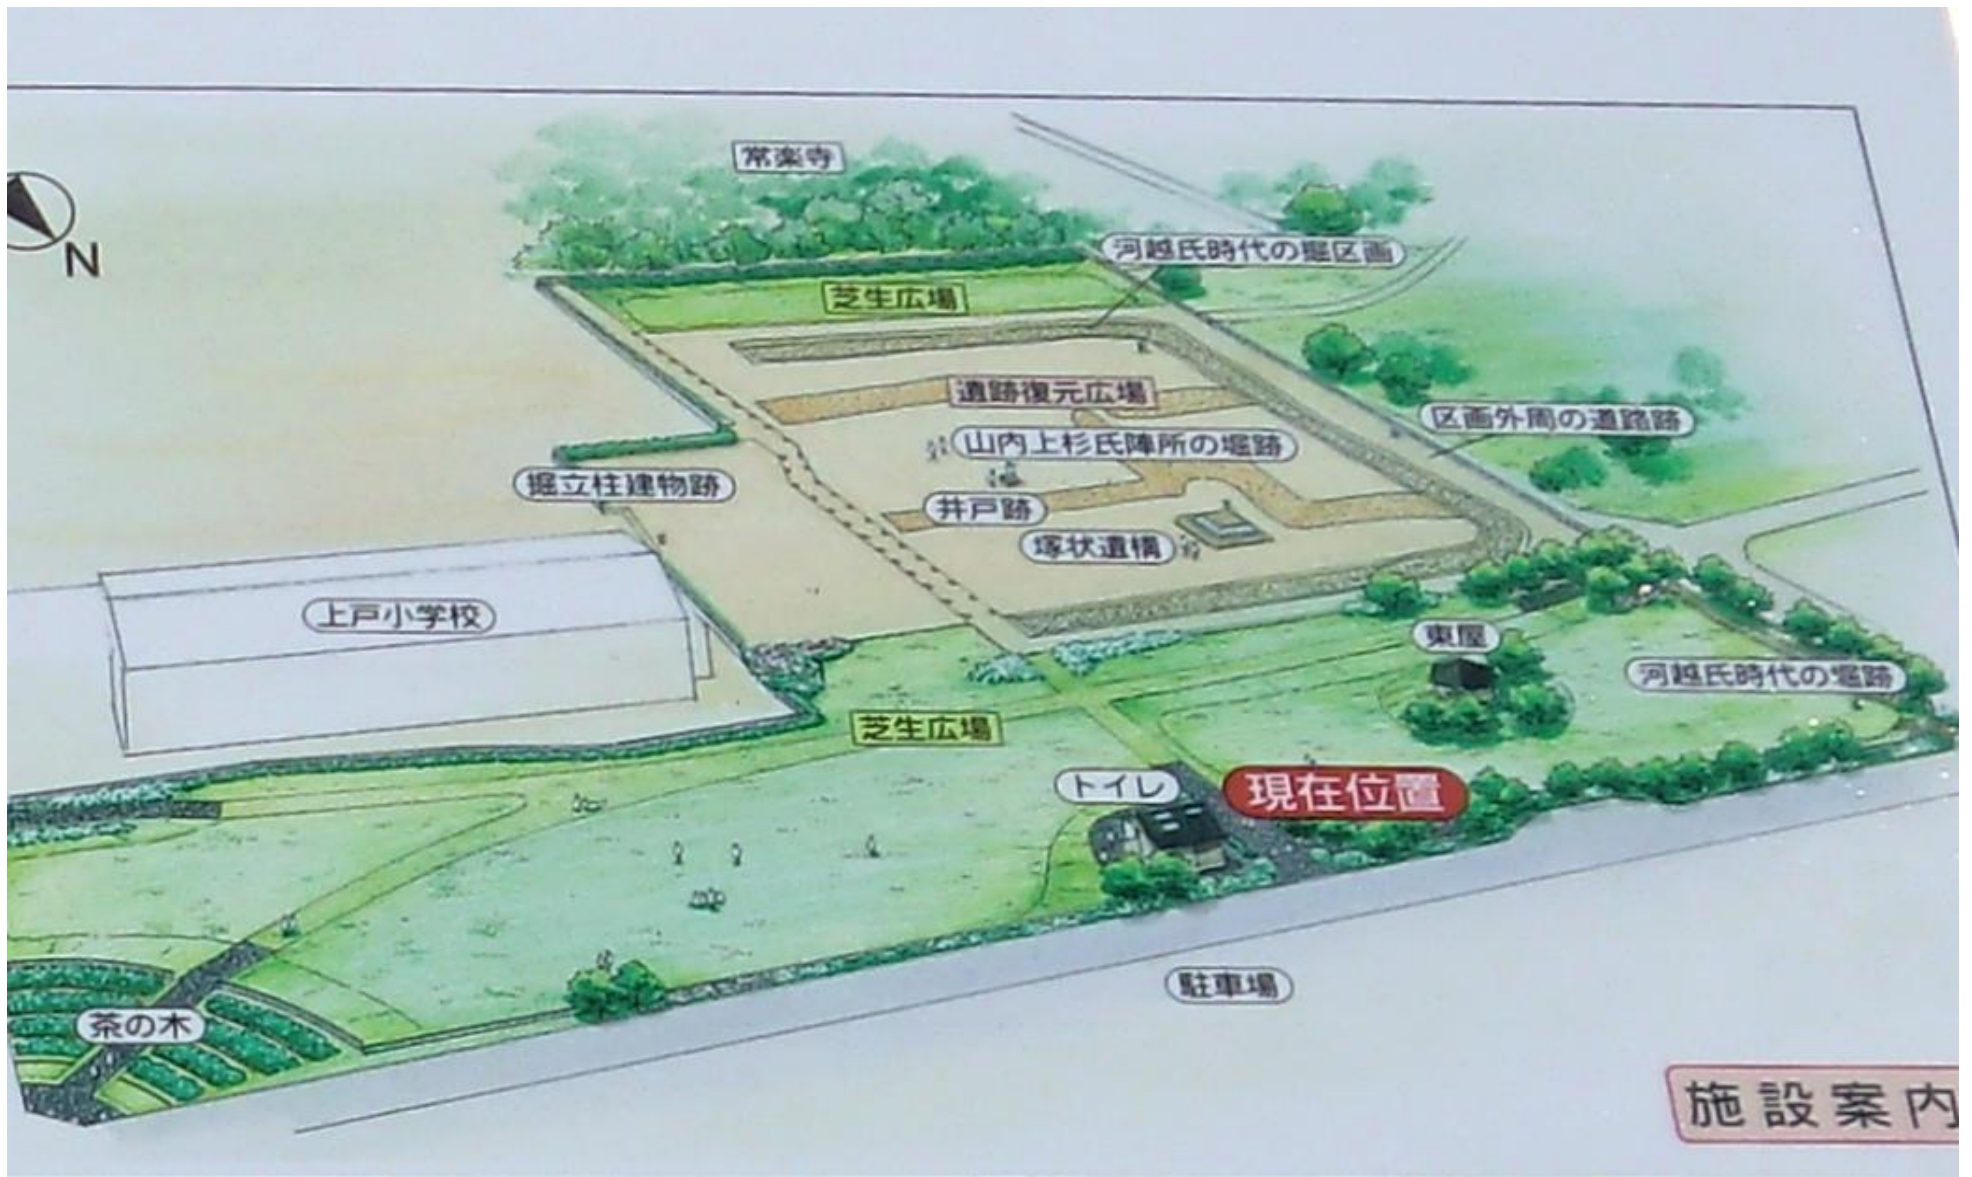 常楽寺
N
河越氏時代の堀区画
芝生広場
遺跡復元広場
区画外周の道路跡
山内上杉氏陣所の堀跡
掘立柱建物跡
井戸跡
塚状遺構
上戸小学校
東屋
河越氏時代の堀跡
芝生広場
トイレ
現在位置
駐車場
茶の木
施設案内